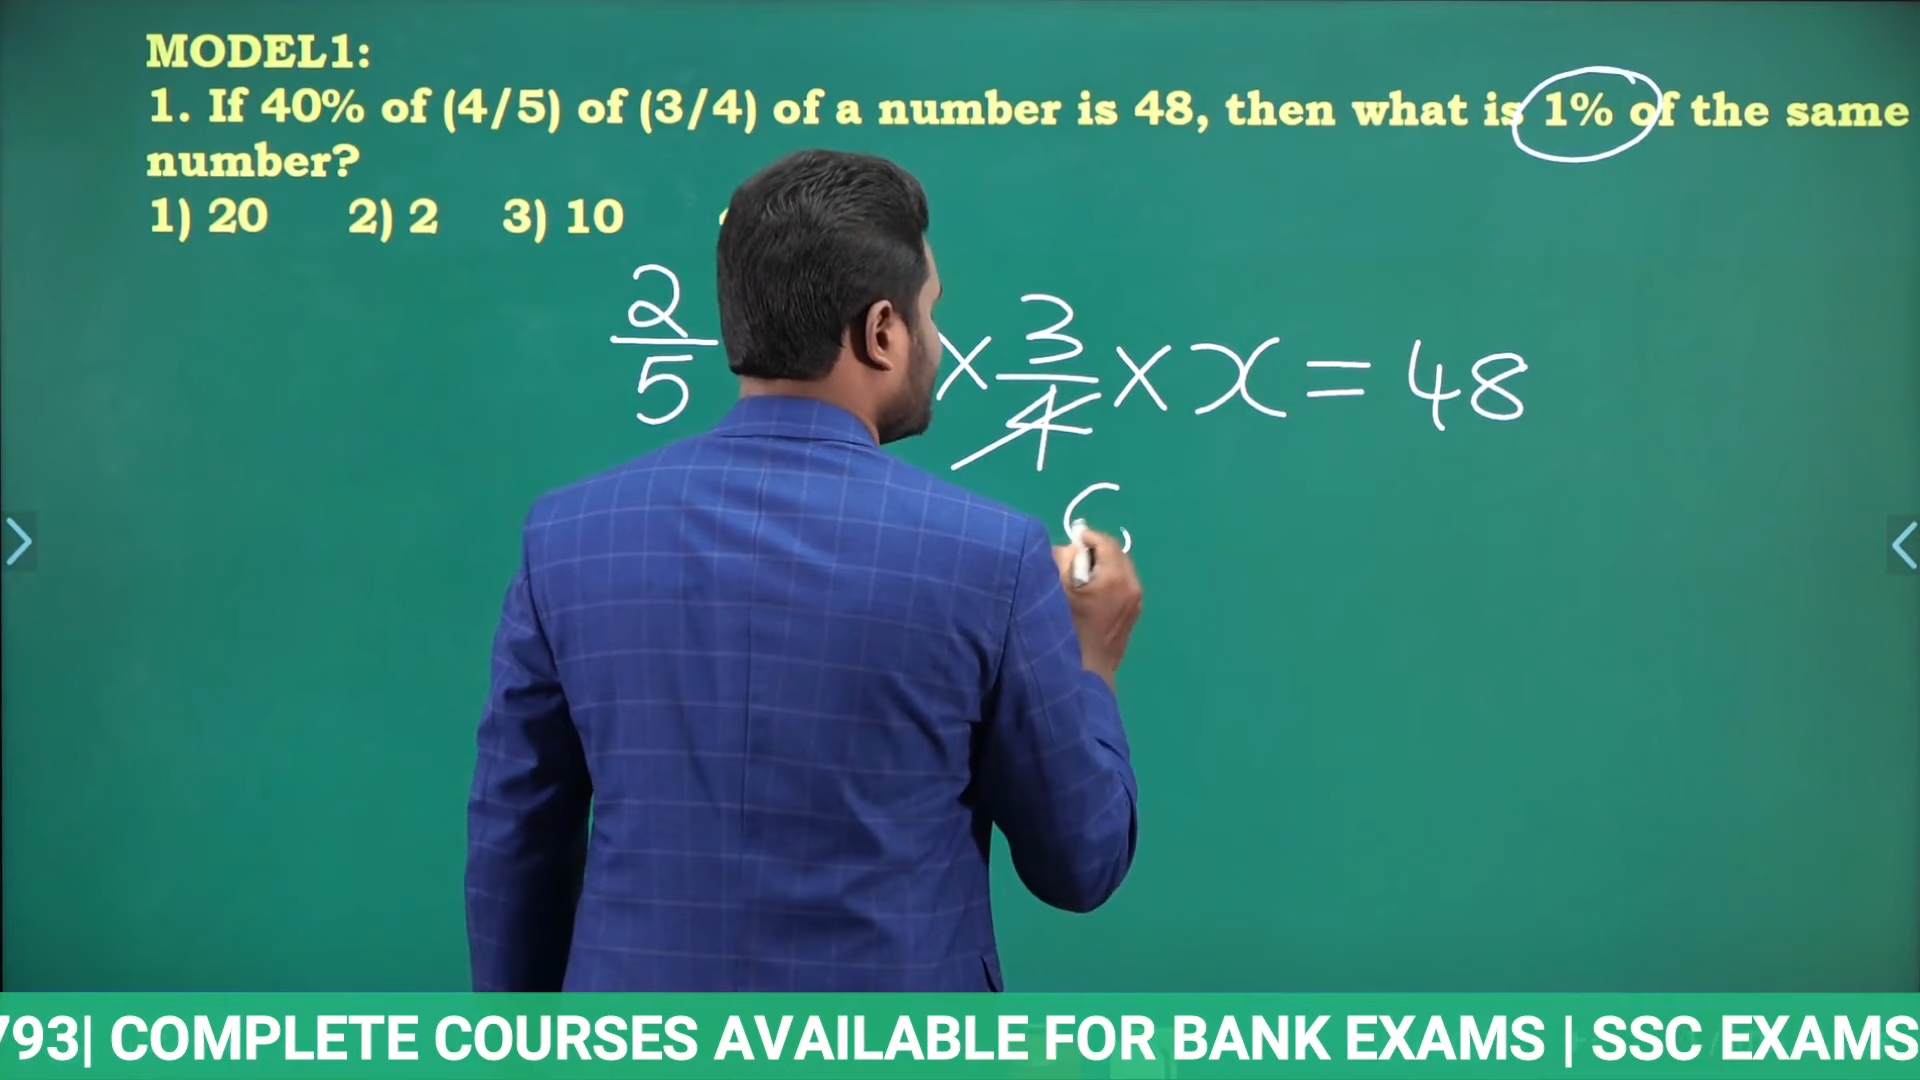 MODEL1:
1. If 40% of (4/5) of (3/4) of a number is 48, then what is 1% of the same
number?
1) 20 2) 2 3) 10
2/5 × 3/4 × x = 48
793| COMPLETE COURSES AVAILABLE FOR BANK EXAMS | SSC EXAMS